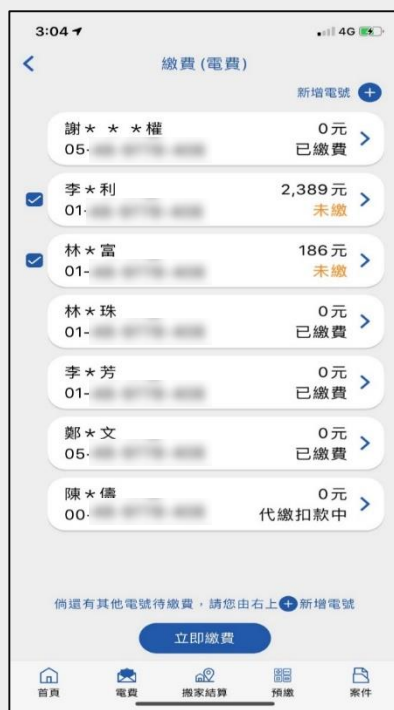 3:04
4G
繳費(電費)
新增電號
謝* * *權
0元
05-
已繳費
李*利
2,389元
01-
未繳
林*富
186元
01-
未繳
林*珠
0元
01-
已繳費
李*芳
0元
01-
已繳費
鄭*文
0元
05-
已繳費
陳*儔
0元
00-
代繳扣款中
倘還有其他電號待繳費,請您由右上 新增電號
立即繳費
首頁 電費 搬家結算 預繳 案件